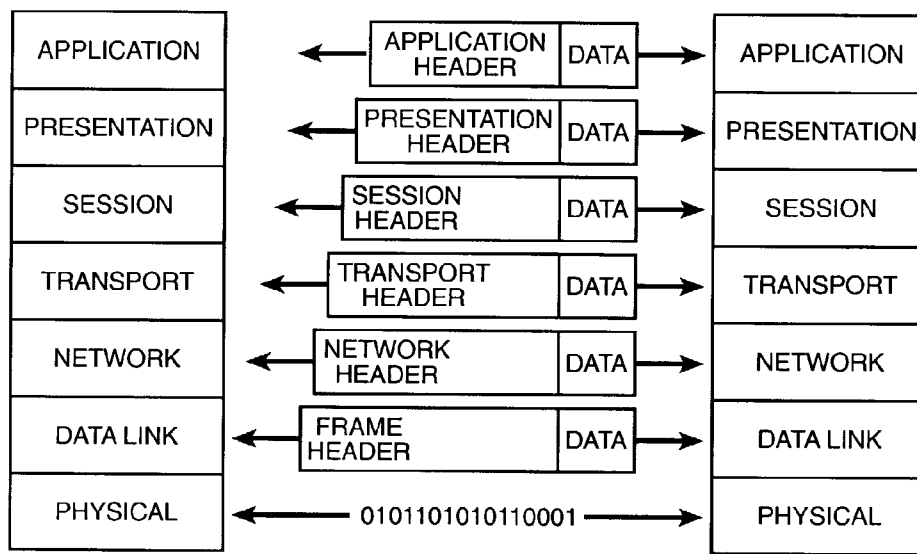 APPLICATION
APPLICATION
HEADER
DATA
APPLICATION
PRESENTATION
PRESENTATION
HEADER
DATA
PRESENTATION
SESSION
SESSION
HEADER
DATA
SESSION
TRANSPORT
TRANSPORT
HEADER
DATA
TRANSPORT
NETWORK
NETWORK
HEADER
DATA
NETWORK
DATA LINK
FRAME
HEADER
DATA
DATA LINK
PHYSICAL
0101101010110001
PHYSICAL